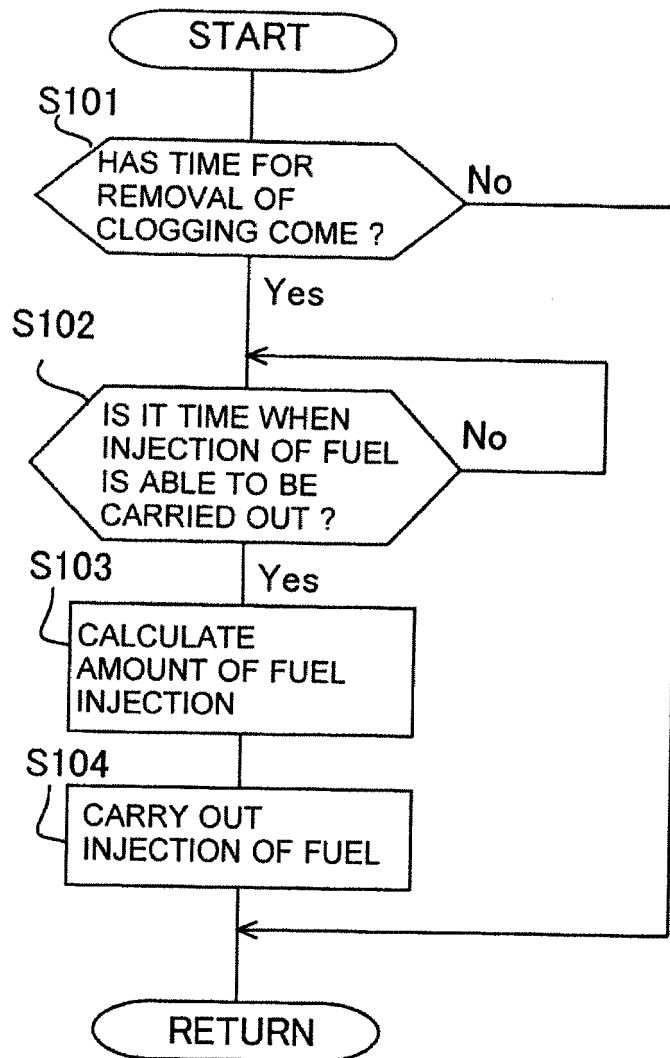 START
S101
HAS TIME FOR
REMOVAL OF
CLOGGING COME ?
No
Yes
S102
IS IT TIME WHEN
INJECTION OF FUEL
IS ABLE TO BE
CARRIED OUT ?
No
Yes
S103
CALCULATE
AMOUNT OF FUEL
INJECTION
S104
CARRY OUT
INJECTION OF FUEL
RETURN